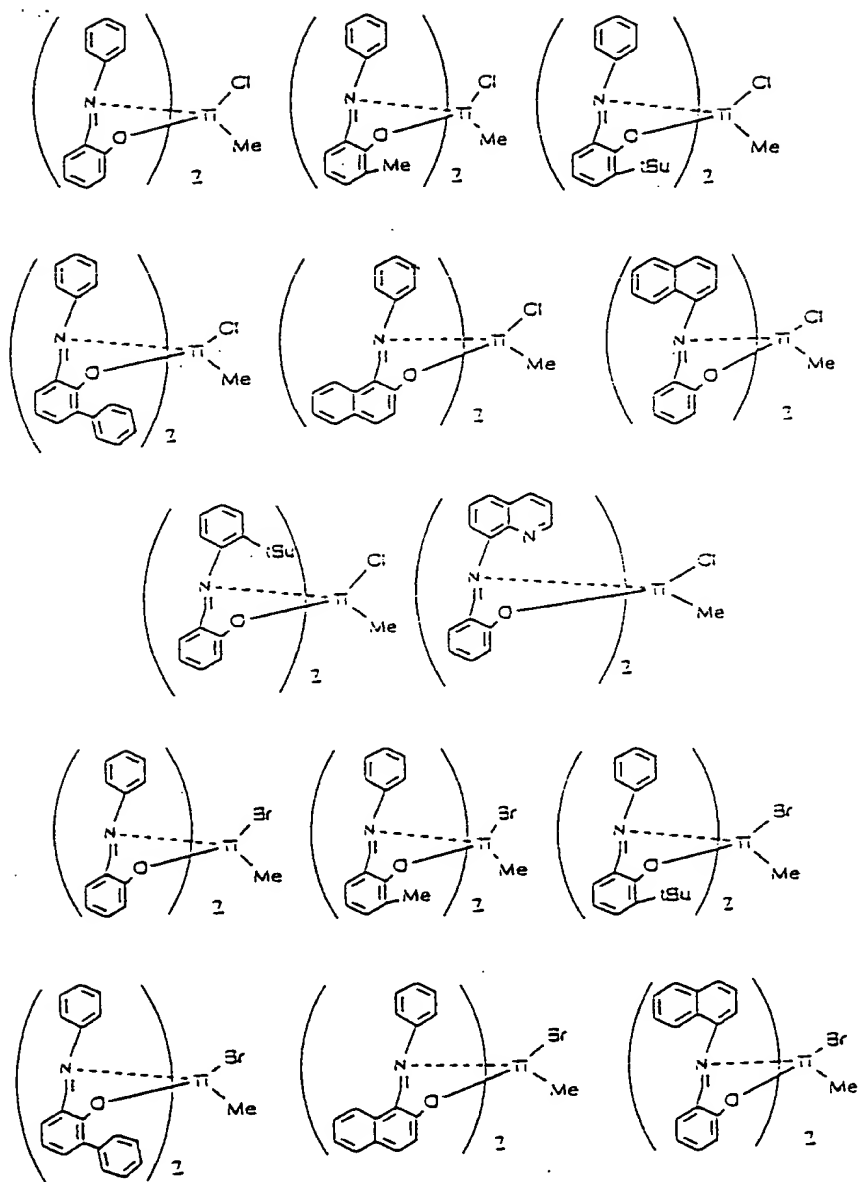 Cl Cl Cl
N Ti N Ti N Ti
O Me O Me O Me
2 Me 2 tBu 2
Cl Cl Cl
N Ti N Ti N Ti
O Me O Me O Me
2 2 2
tBu N
Cl Cl
N Ti N Ti
O Me O Me
2 2
Br Br Br
N Ti N Ti N Ti
O Me O Me O Me
2 Me 2 tBu 2
Br Br Br
N Ti N Ti N Ti
O Me O Me O Me
2 2 2